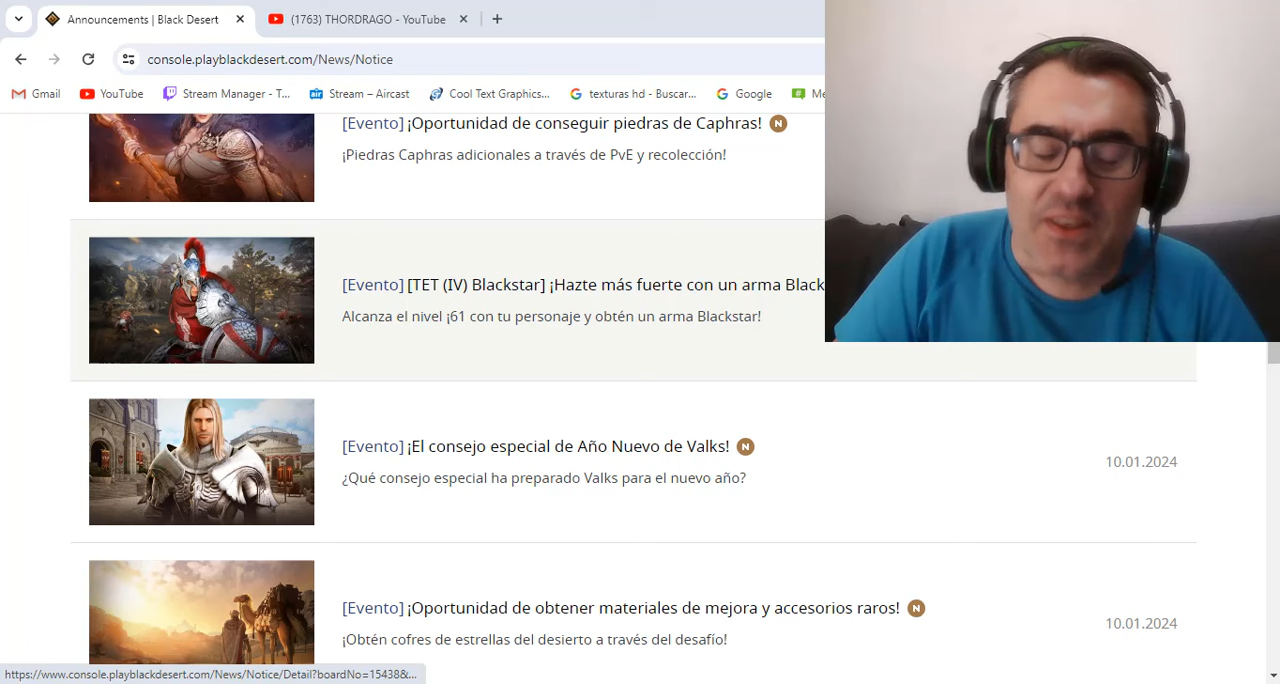 Announcements | Black Desert
(1763) THORDRAGO - YouTube
console.playblackdesert.com/News/Notice
Gmail
YouTube
Stream Manager - T...
Stream – Aircast
Cool Text Graphics...
texturas hd - Buscar...
Google
Me
[Evento] ¡Oportunidad de conseguir piedras de Caphras! N
¡Piedras Caphras adicionales a través de PvE y recolección!
[Evento] [TET (IV) Blackstar] ¡Hazte más fuerte con un arma Black
Alcanza el nivel ¡61 con tu personaje y obtén un arma Blackstar!
[Evento] ¡El consejo especial de Año Nuevo de Valks! N
¿Qué consejo especial ha preparado Valks para el nuevo año?
10.01.2024
[Evento] ¡Oportunidad de obtener materiales de mejora y accesorios raros! N
¡Obtén cofres de estrellas del desierto a través del desafío!
10.01.2024
https://www.console.playblackdesert.com/News/Notice/Detail?boardNo=15438&...